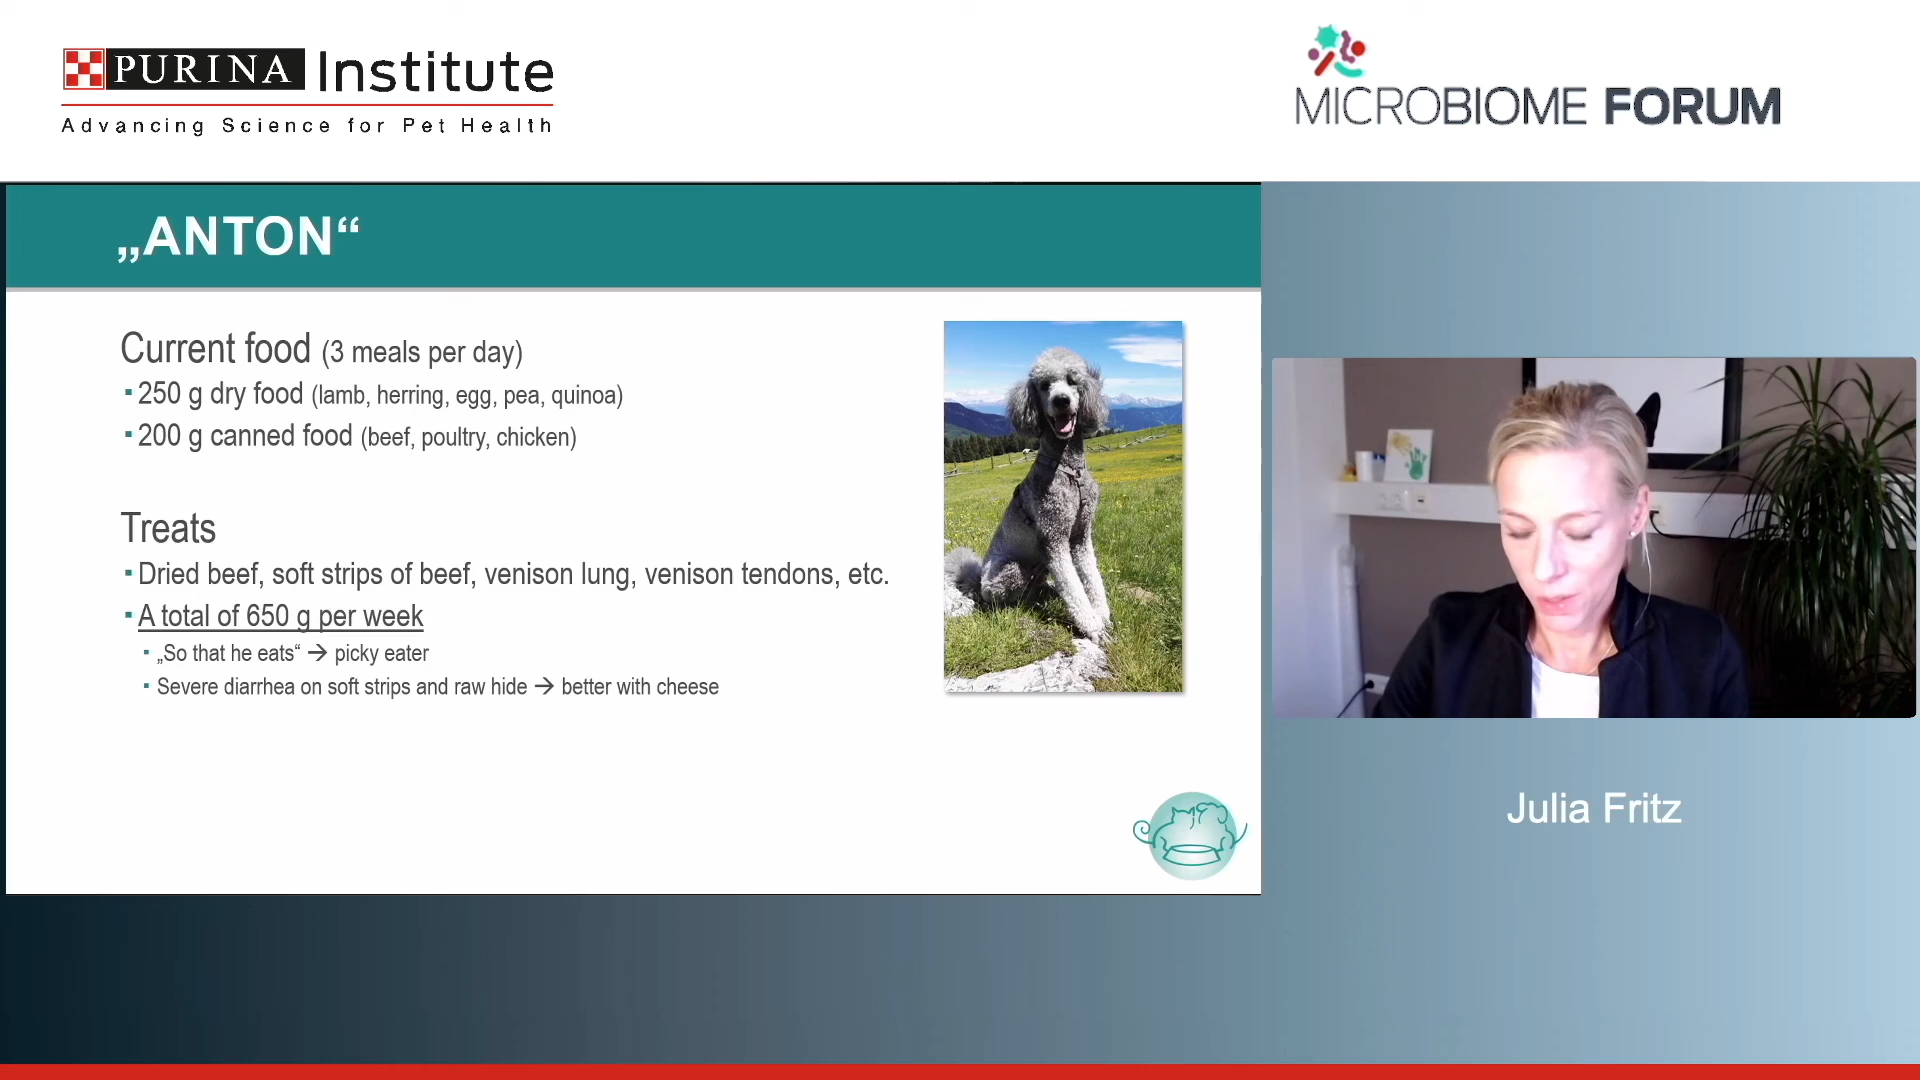 PURINA Institute
Advancing Science for Pet Health
MICROBIOME FORUM
„ANTON“
Current food (3 meals per day)
▪ 250 g dry food (lamb, herring, egg, pea, quinoa)
▪ 200 g canned food (beef, poultry, chicken)
Treats
▪ Dried beef, soft strips of beef, venison lung, venison tendons, etc.
▪ A total of 650 g per week
▪ „So that he eats“ → picky eater
▪ Severe diarrhea on soft strips and raw hide → better with cheese
Julia Fritz